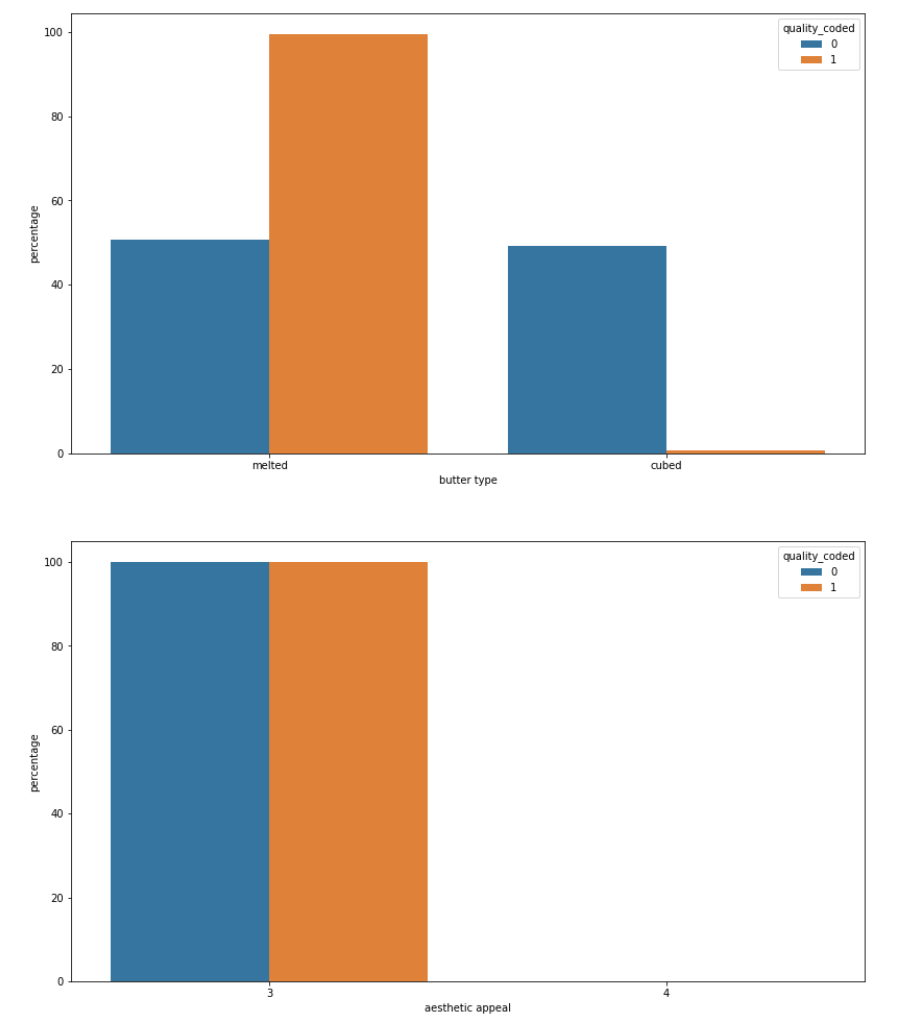 100
80
60
40
20
0
percentage
quality_coded
0
1
melted cubed
butter type
100
80
60
40
20
0
percentage
quality_coded
0
1
3 4
aesthetic appeal